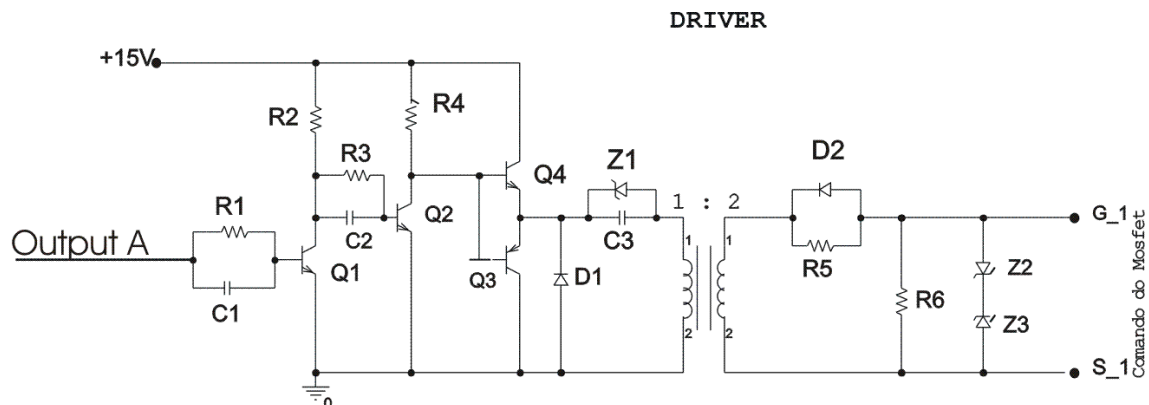 DRIVER
+15V
R2
R4
R3
Q4
Z1
D2
1 : 2
R1
C2
Q2
C3
1
1
R5
G_1
Output A
Q1
Q3
D1
R6
Z2
C1
2
2
Z3
S_1
0
Comando do Mosfet